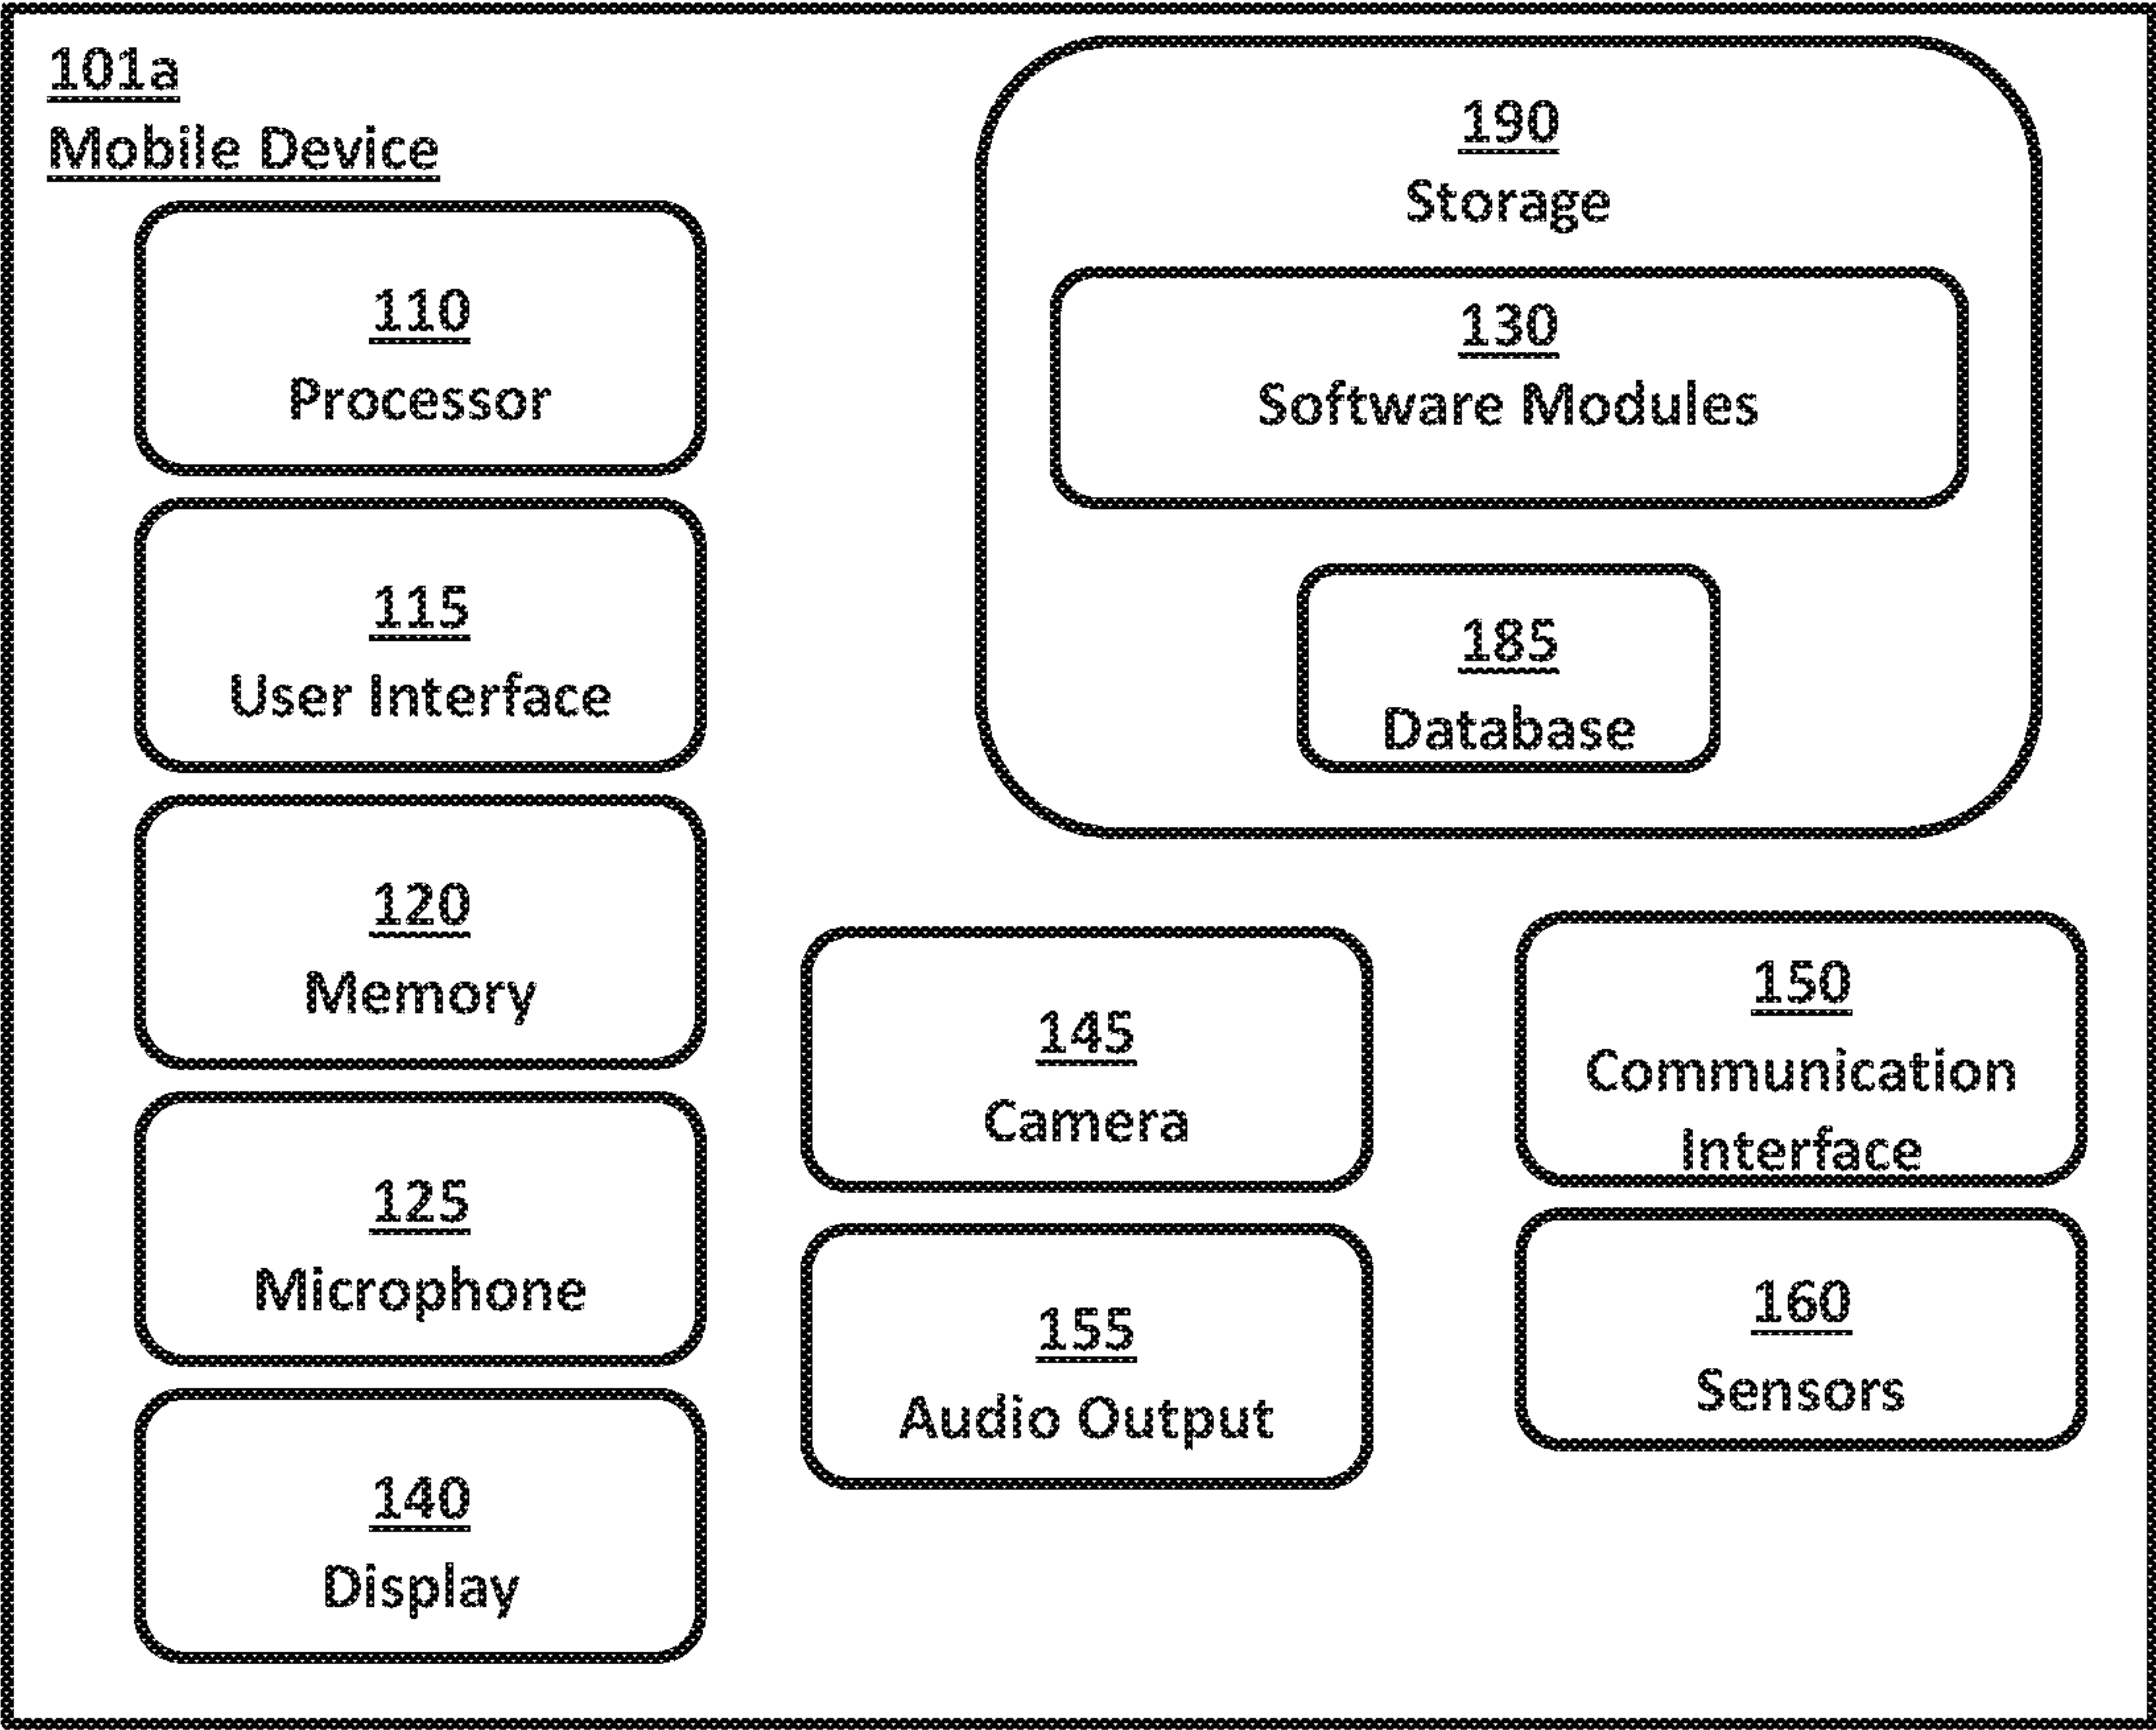 101a
Mobile Device
110
Processor
115
User Interface
120
Memory
125
Microphone
140
Display
190
Storage
130
Software Modules
185
Database
145
Camera
155
Audio Output
150
Communication
Interface
160
Sensors